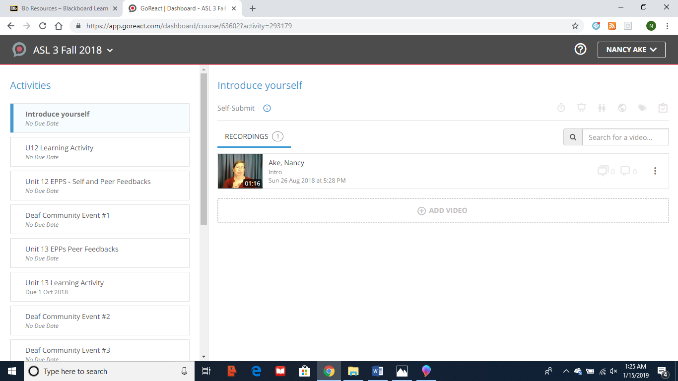 Bb Resources – Blackboard Learn
GoReact | Dashboard – ASL 3 Fall
https://app.goreact.com/dashboard/course/63602?activity=293179
N
ASL 3 Fall 2018
NANCY AKE
Activities
Introduce yourself
No Due Date
U12 Learning Activity
No Due Date
Unit 12 EPPS - Self and Peer Feedbacks
No Due Date
Deaf Community Event #1
No Due Date
Unit 13 EPPs Peer Feedbacks
No Due Date
Unit 13 Learning Activity
Due 1 Oct 2018
Deaf Community Event #2
No Due Date
Deaf Community Event #3
No Due Date
Introduce yourself
Self-Submit
RECORDINGS 1
Search for a video...
01:16
Ake, Nancy
Intro
Sun 26 Aug 2018 at 5:28 PM
0 0
ADD VIDEO
Type here to search
1:25 AM
1/15/2019